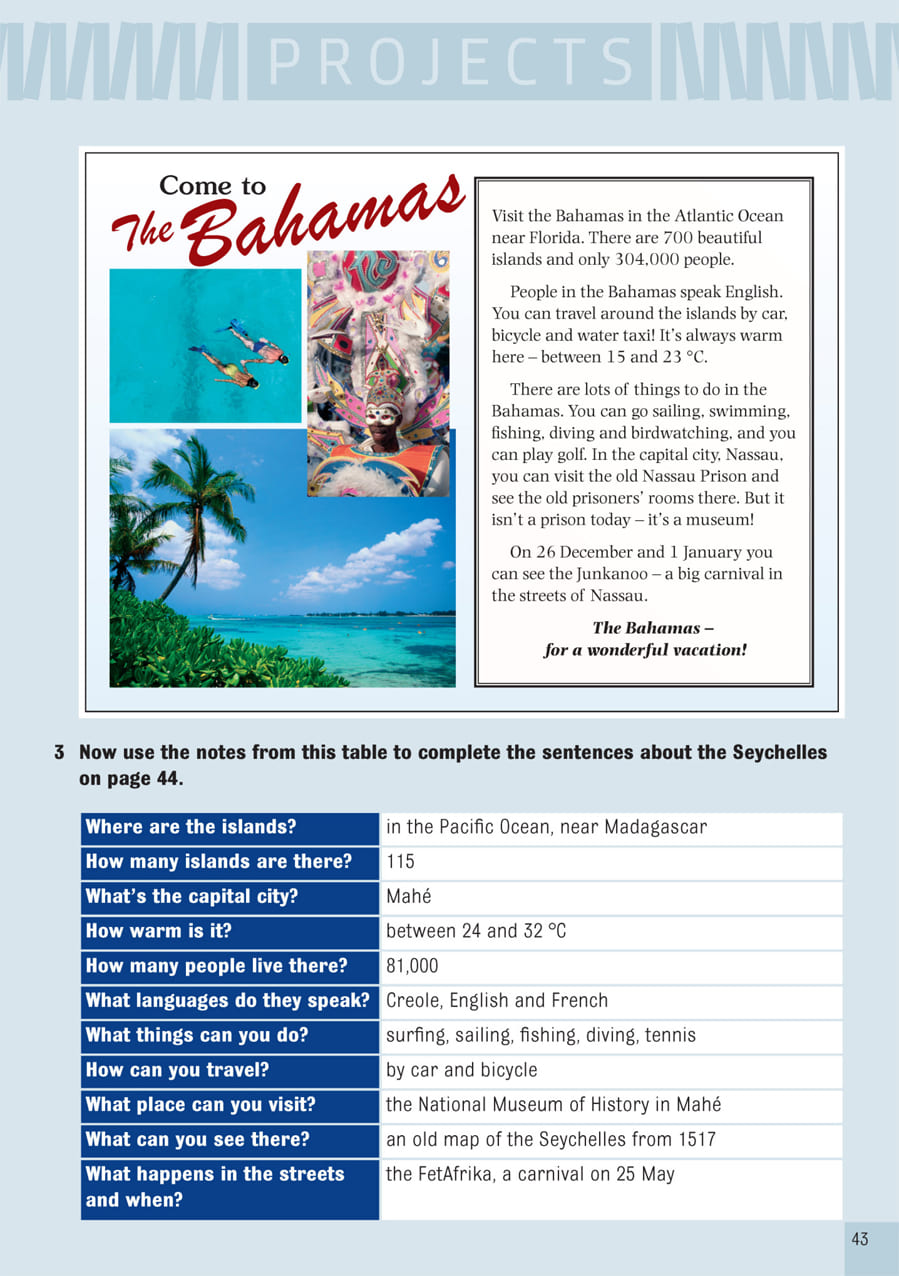 PROJECTS
Come to
The Bahamas
Visit the Bahamas in the Atlantic Ocean
near Florida. There are 700 beautiful
islands and only 304,000 people.
People in the Bahamas speak English.
You can travel around the islands by car,
bicycle and water taxi! It's always warm
here – between 15 and 23 °C.
There are lots of things to do in the
Bahamas. You can go sailing, swimming,
fishing, diving and birdwatching, and you
can play golf. In the capital city, Nassau,
you can visit the old Nassau Prison and
see the old prisoners' rooms there. But it
isn't a prison today – it's a museum!
On 26 December and 1 January you
can see the Junkanoo – a big carnival in
the streets of Nassau.
The Bahamas –
for a wonderful vacation!
3 Now use the notes from this table to complete the sentences about the Seychelles
on page 44.
Where are the islands? in the Pacific Ocean, near Madagascar
How many islands are there? 115
What's the capital city? Mahé
How warm is it? between 24 and 32 °C
How many people live there? 81,000
What languages do they speak? Creole, English and French
What things can you do? surfing, sailing, fishing, diving, tennis
How can you travel? by car and bicycle
What place can you visit? the National Museum of History in Mahé
What can you see there? an old map of the Seychelles from 1517
What happens in the streets the FetAfrika, a carnival on 25 May
and when?
43